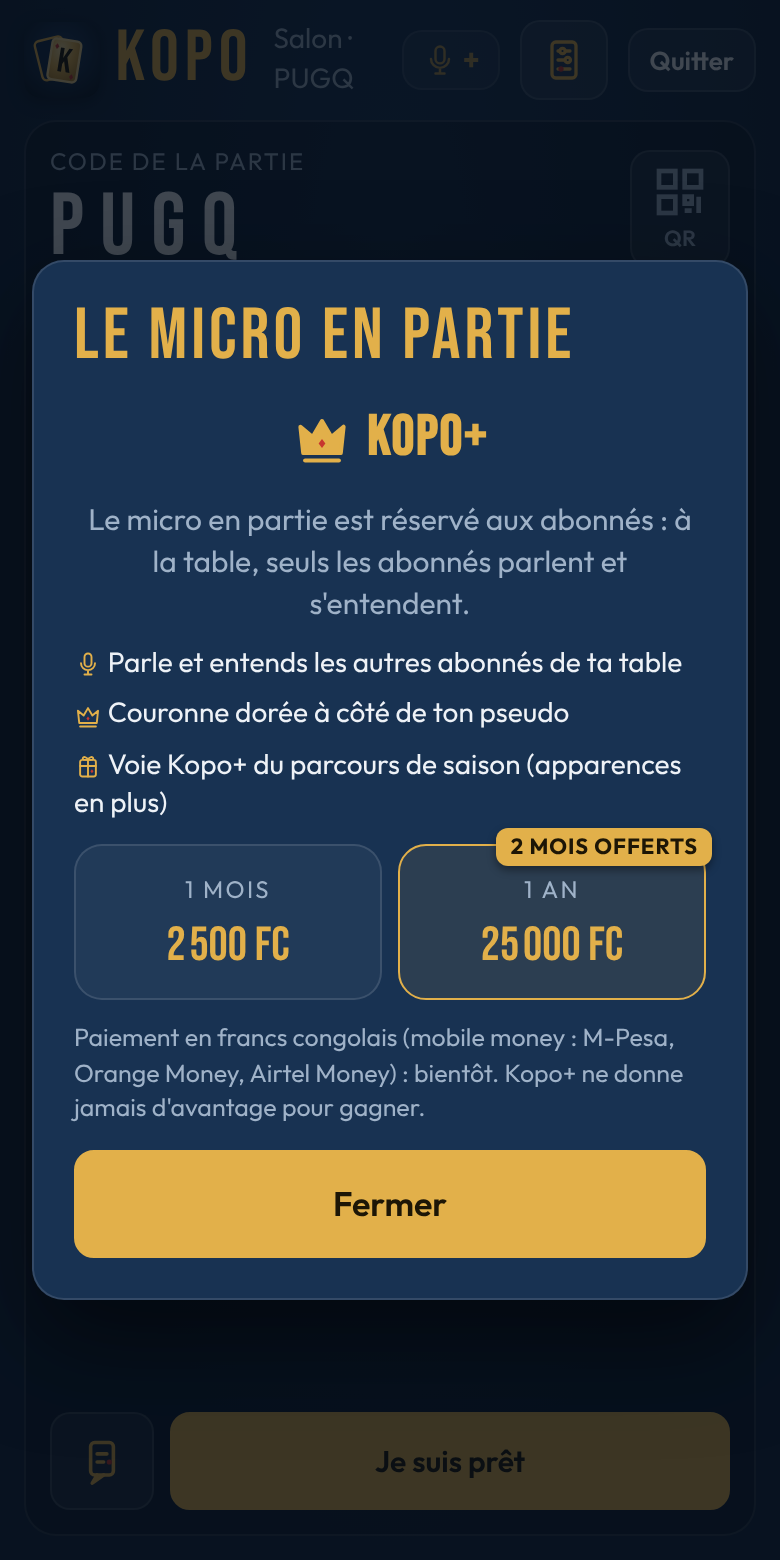 K KOPO Salon ·
PUGQ
+
Quitter
CODE DE LA PARTIE
PUGQ
QR
LE MICRO EN PARTIE
KOPO+
Le micro en partie est réservé aux abonnés : à
la table, seuls les abonnés parlent et
s'entendent.
Parle et entends les autres abonnés de ta table
Couronne dorée à côté de ton pseudo
Voie Kopo+ du parcours de saison (apparences
en plus)
2 MOIS OFFERTS
1 MOIS
2 500 FC
1 AN
25 000 FC
Paiement en francs congolais (mobile money : M-Pesa,
Orange Money, Airtel Money) : bientôt. Kopo+ ne donne
jamais d'avantage pour gagner.
Fermer
Je suis prêt